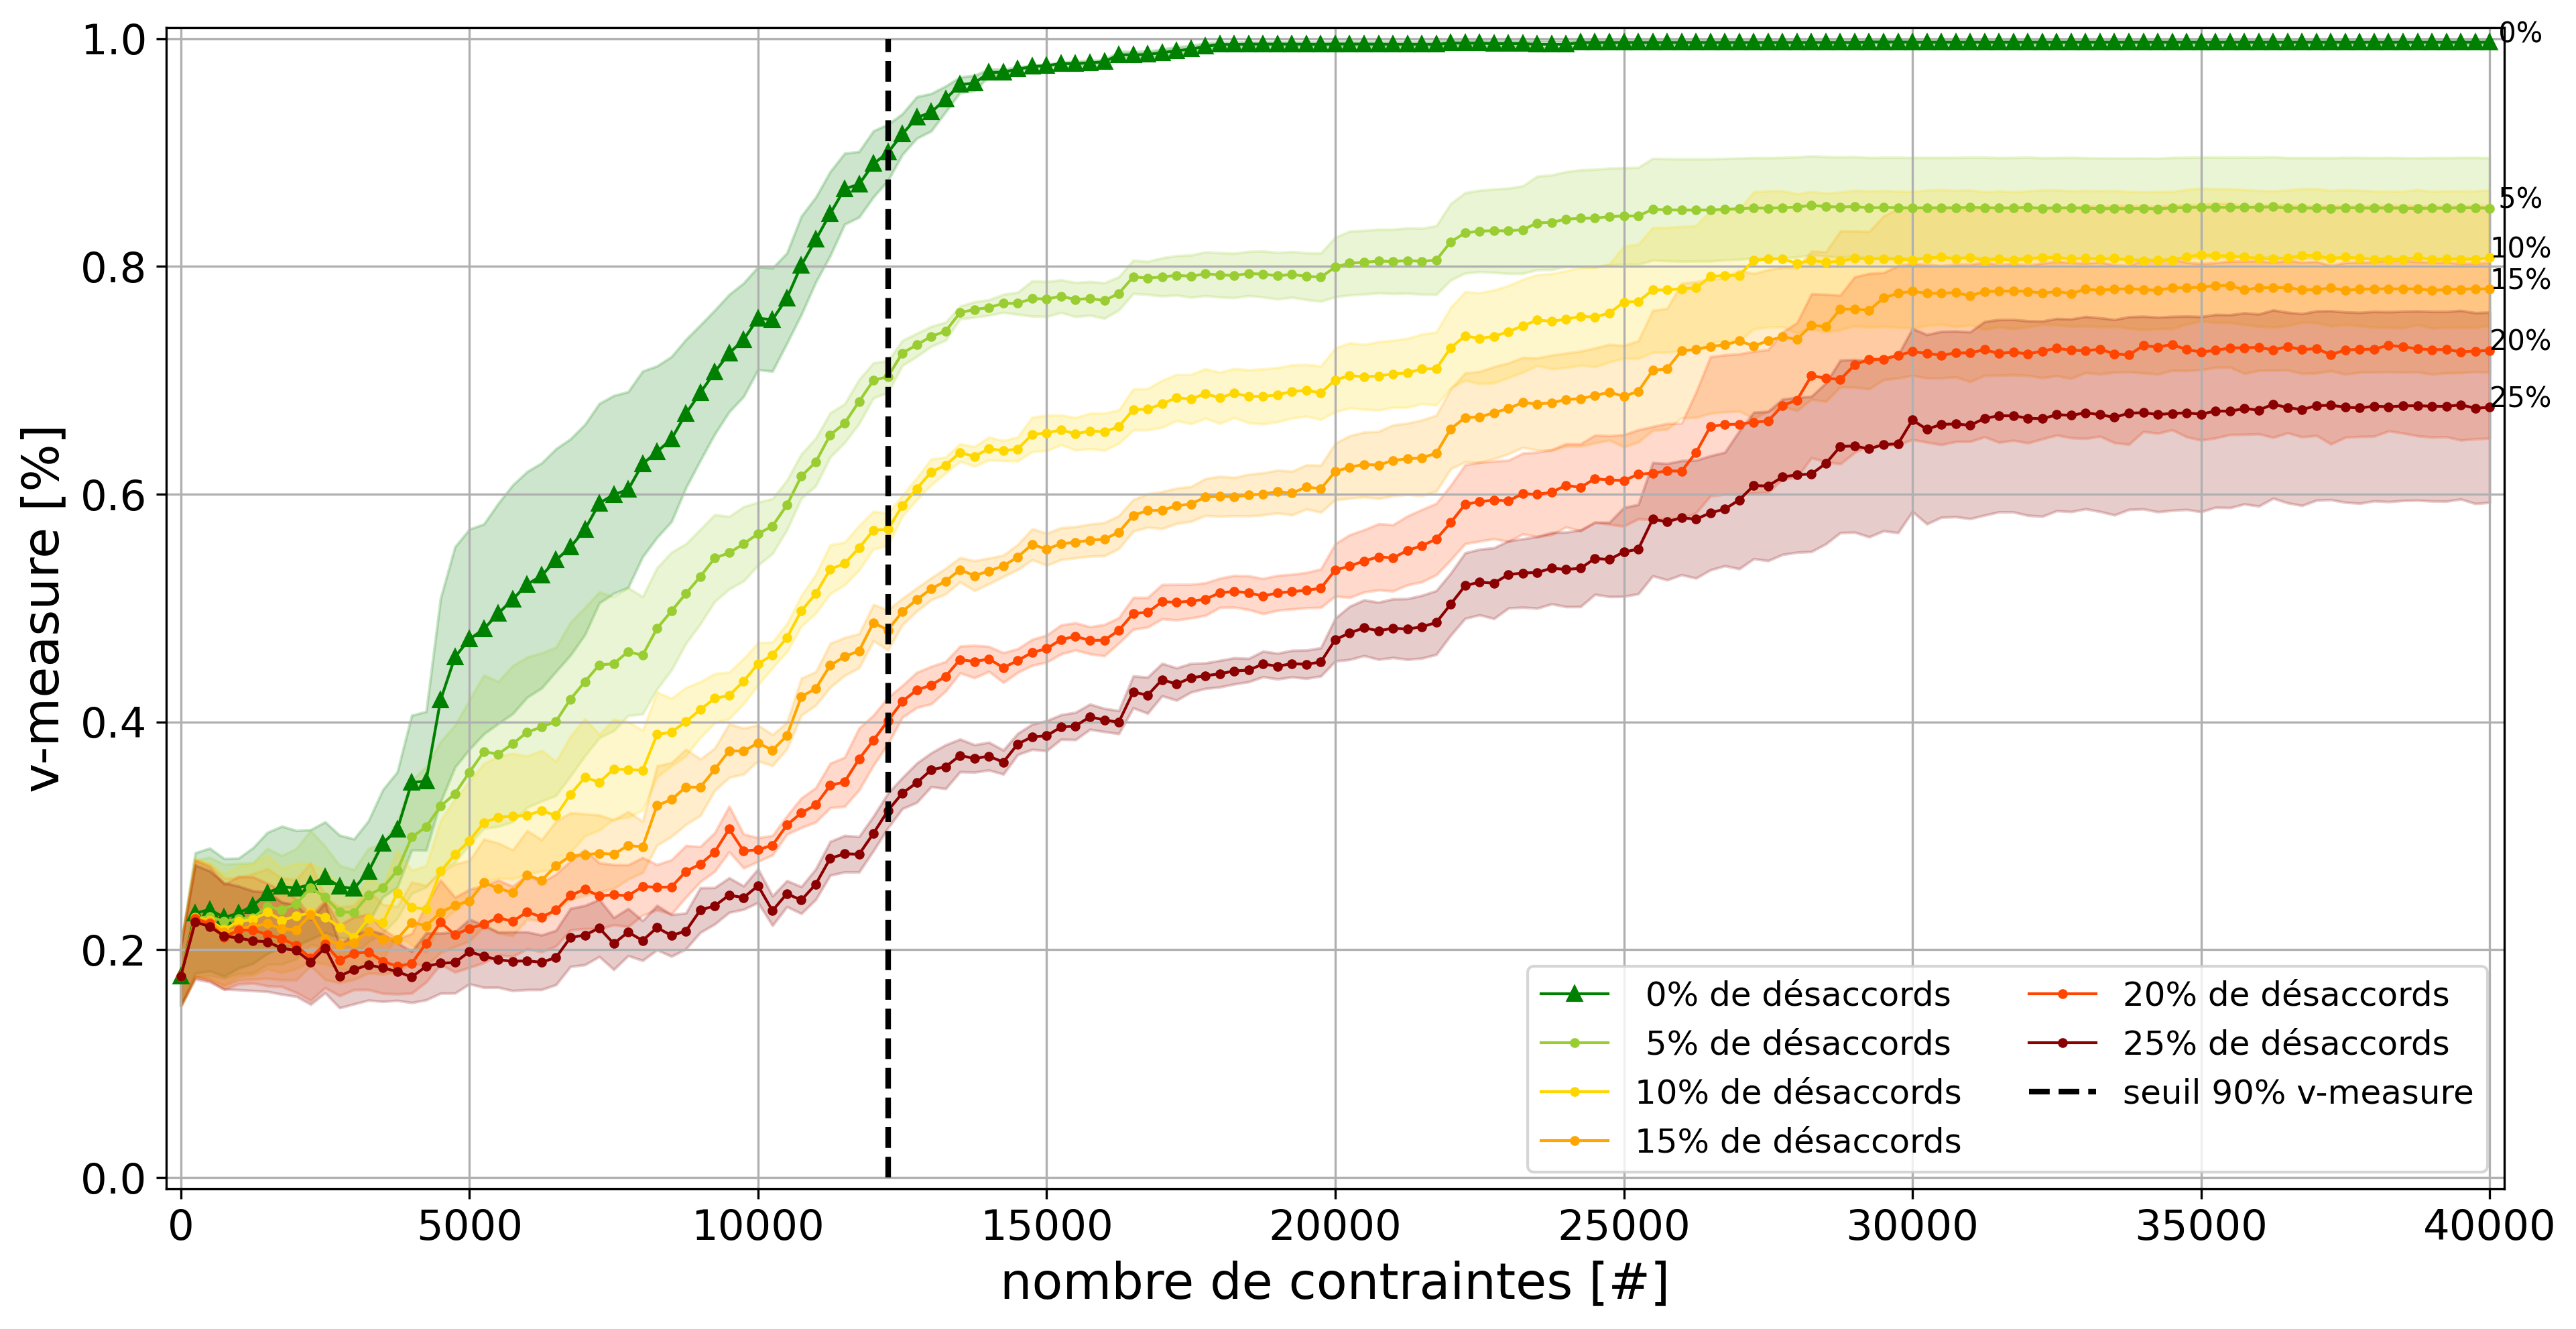 v-measure [%]
1.0
0.8
0.6
0.4
0.2
0.0
0%
5%
10%
15%
20%
25%
0% de désaccords
5% de désaccords
10% de désaccords
15% de désaccords
20% de désaccords
25% de désaccords
seuil 90% v-measure
0 5000 10000 15000 20000 25000 30000 35000 40000
nombre de contraintes [#]